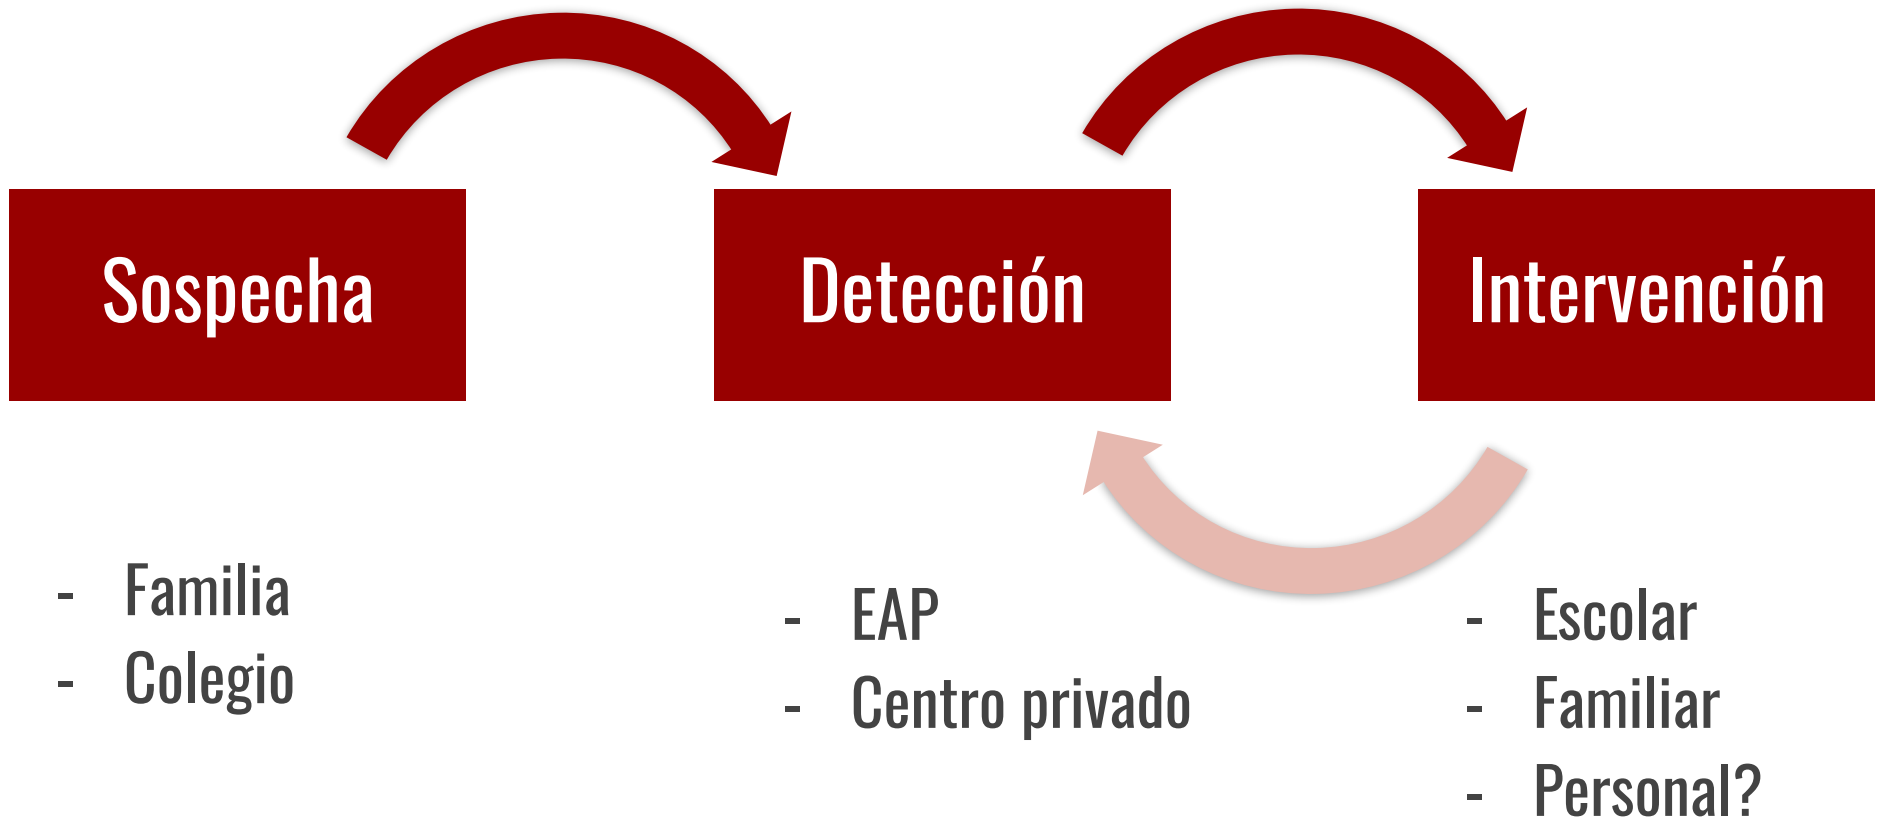 Sospecha
Detección
Intervención
- Familia
- Colegio
- EAP
- Centro privado
- Escolar
- Familiar
- Personal?